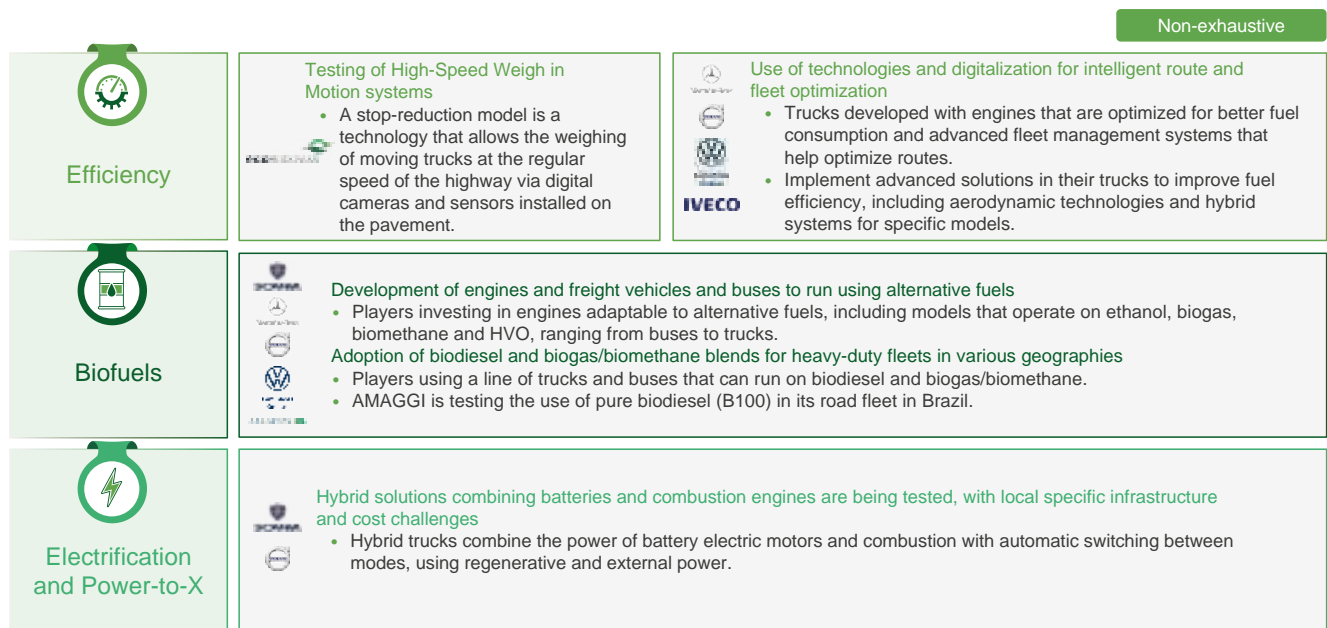 Non-exhaustive
Efficiency
Testing of High-Speed Weigh in
Motion systems
• A stop-reduction model is a
technology that allows the weighing
of moving trucks at the regular
speed of the highway via digital
cameras and sensors installed on
the pavement.
Use of technologies and digitalization for intelligent route and
fleet optimization
• Trucks developed with engines that are optimized for better fuel
consumption and advanced fleet management systems that
help optimize routes.
• Implement advanced solutions in their trucks to improve fuel
efficiency, including aerodynamic technologies and hybrid
systems for specific models.
IVECO
Biofuels
SCANIA
Development of engines and freight vehicles and buses to run using alternative fuels
• Players investing in engines adaptable to alternative fuels, including models that operate on ethanol, biogas,
biomethane and HVO, ranging from buses to trucks.
Adoption of biodiesel and biogas/biomethane blends for heavy-duty fleets in various geographies
• Players using a line of trucks and buses that can run on biodiesel and biogas/biomethane.
• AMAGGI is testing the use of pure biodiesel (B100) in its road fleet in Brazil.
Electrification
and Power-to-X
SCANIA
Hybrid solutions combining batteries and combustion engines are being tested, with local specific infrastructure
and cost challenges
• Hybrid trucks combine the power of battery electric motors and combustion with automatic switching between
modes, using regenerative and external power.